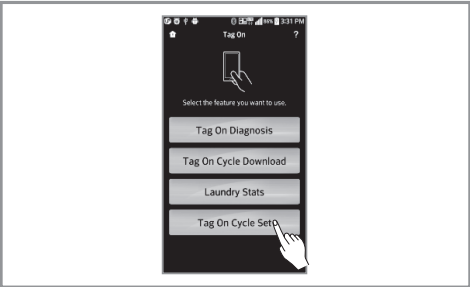 86% 3:31 PM
Tag On ?
Select the feature you want to use.
Tag On Diagnosis
Tag On Cycle Download
Laundry Stats
Tag On Cycle Set